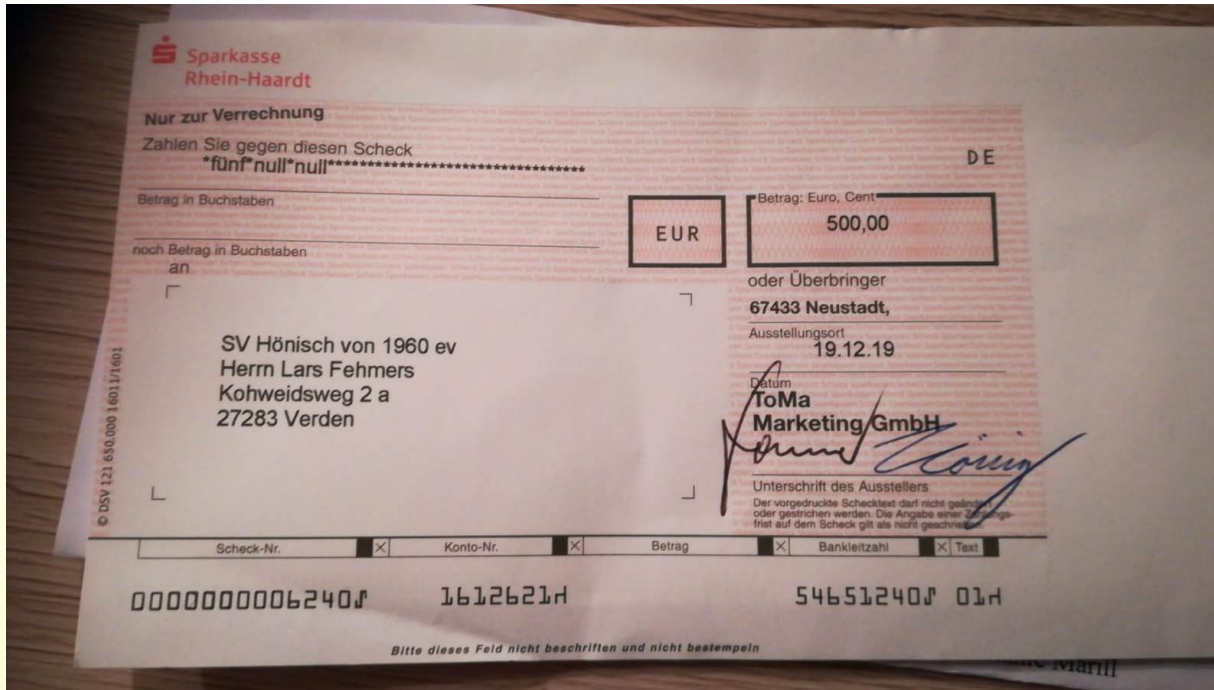 Sparkasse
Rhein-Haardt
Nur zur Verrechnung
Zahlen Sie gegen diesen Scheck
*fünf*null*null**********************************
DE
Betrag in Buchstaben
EUR
Betrag: Euro, Cent
500,00
noch Betrag in Buchstaben
an
oder Überbringer
67433 Neustadt,
Ausstellungsort
19.12.19
Datum
SV Hönisch von 1960 ev
Herrn Lars Fehmers
Kohweidsweg 2 a
27283 Verden
ToMa
Marketing GmbH
Unterschrift des Ausstellers
Der vorgedruckte Schecktext darf nicht geändert
oder gestrichen werden. Die Angabe einer Zahlungs-
frist auf dem Scheck gilt als nicht geschrieben.
© DSV 121 650.000 16011/1601
Scheck-Nr. X Konto-Nr. X Betrag X Bankleitzahl X Text
0000000006240 1612621 54651240 01
Bitte dieses Feld nicht beschriften und nicht bestempeln
Marill